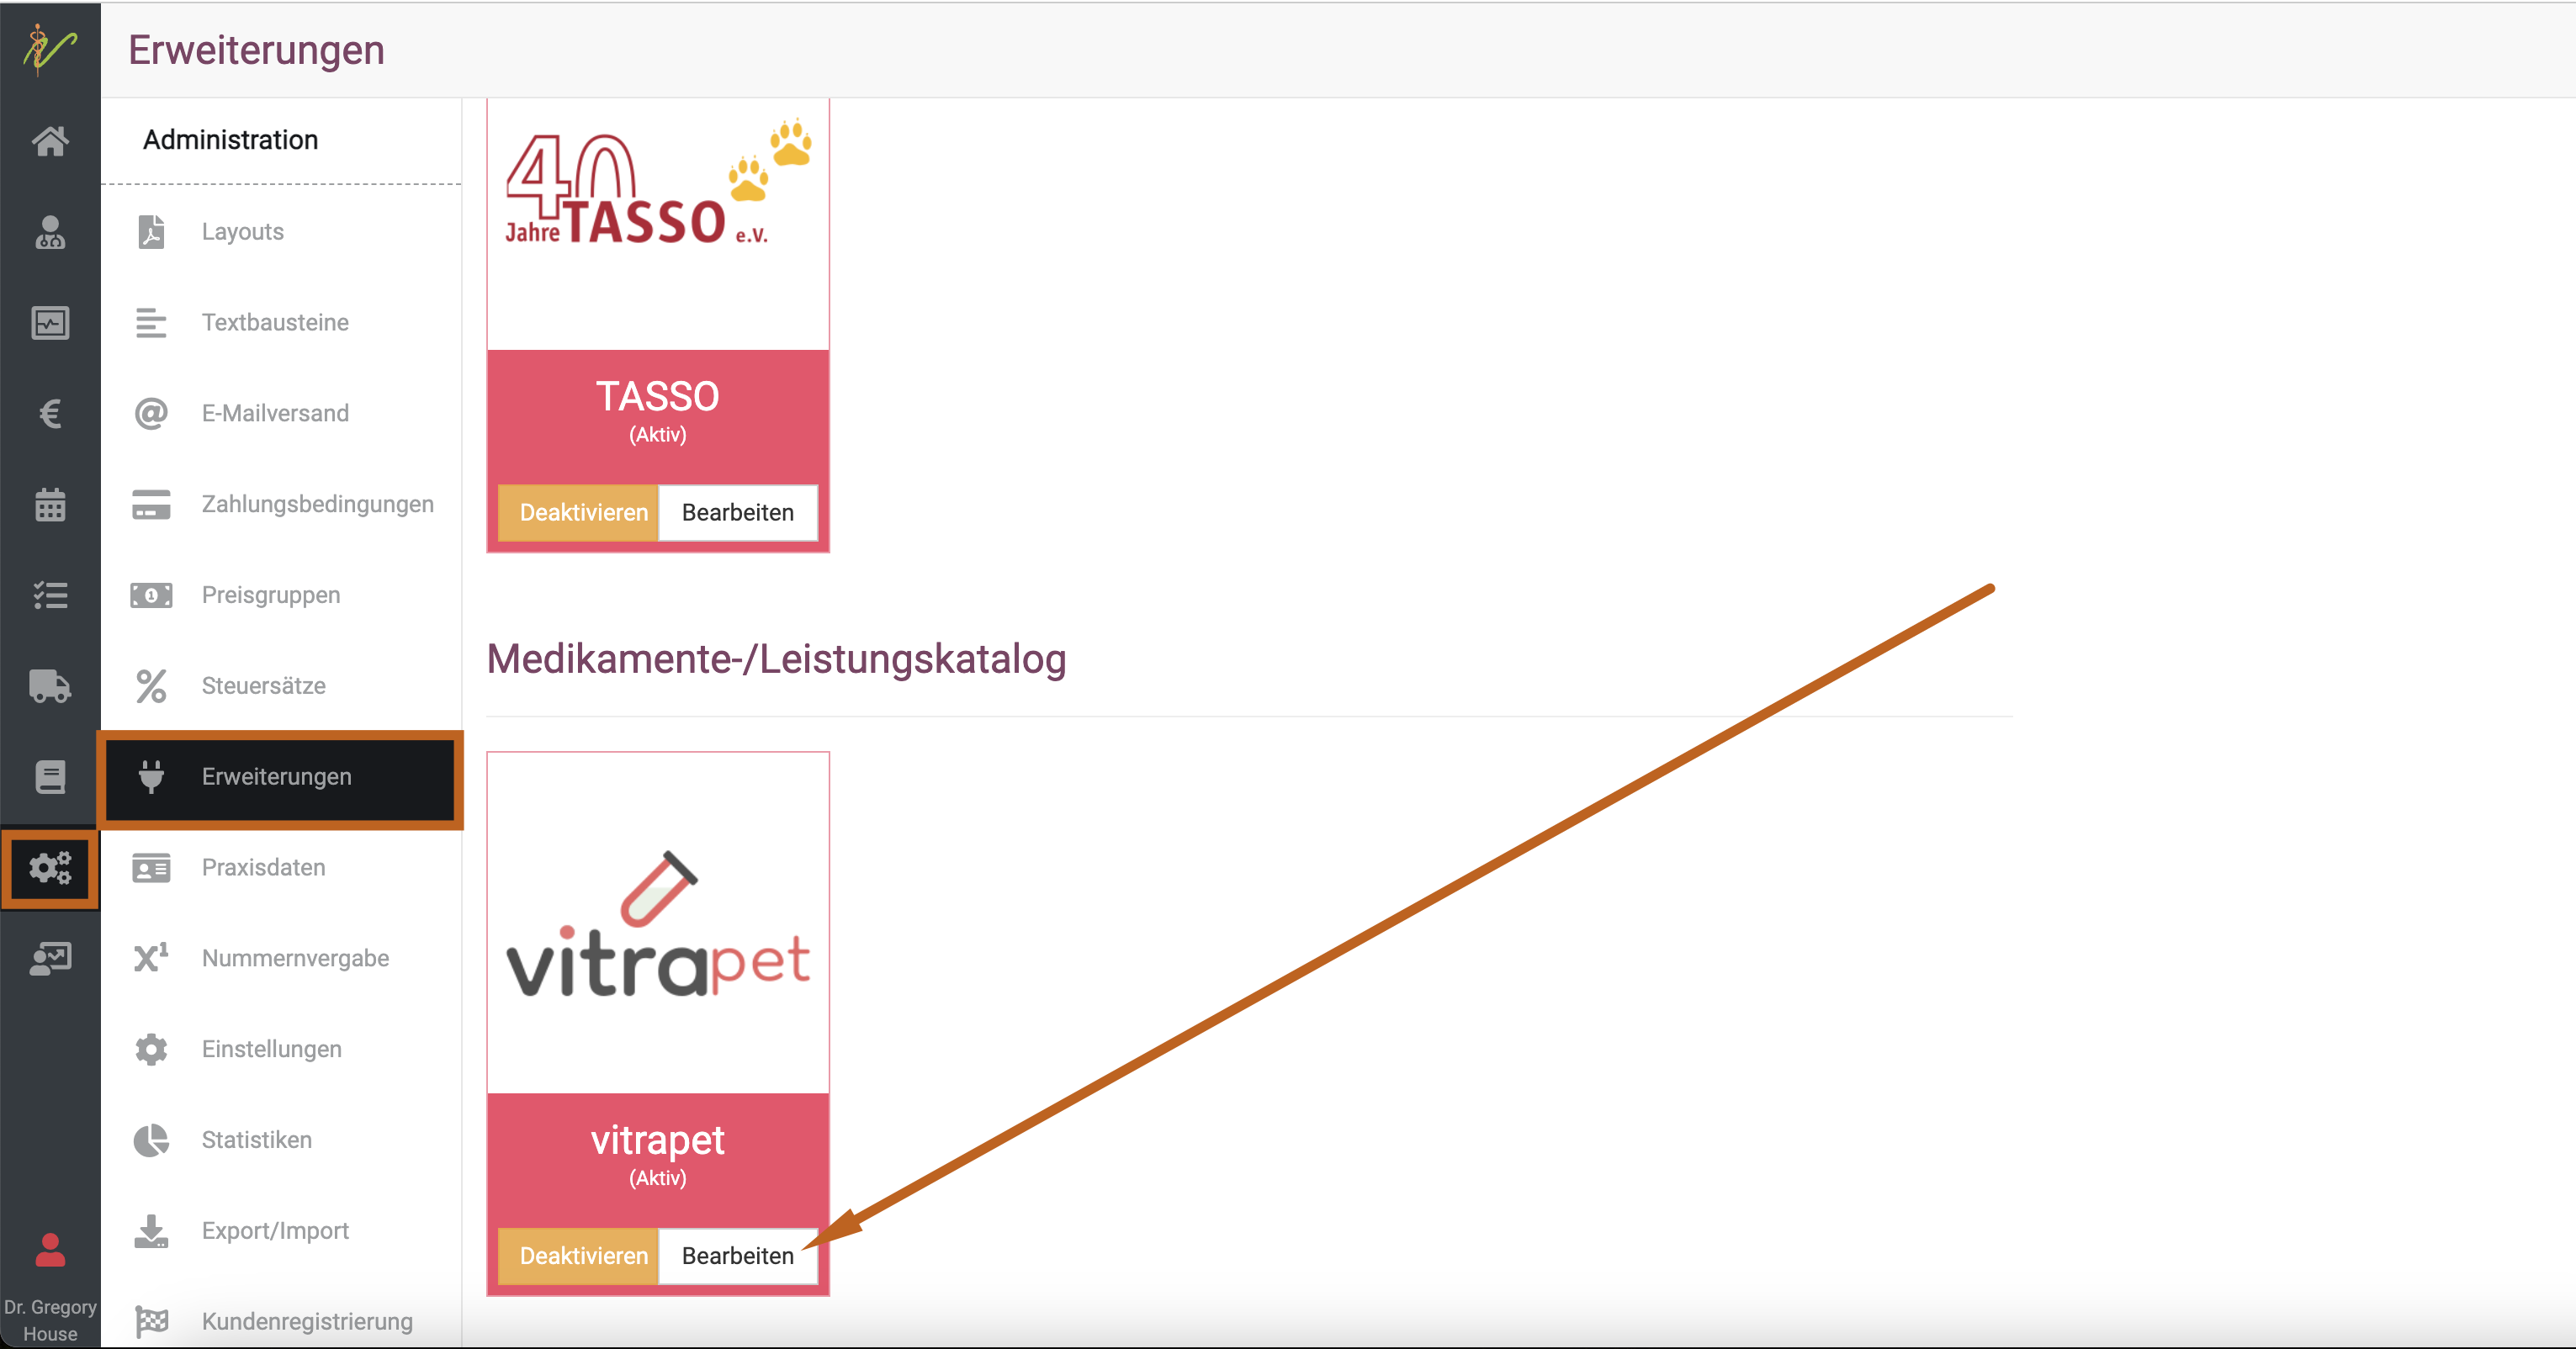 Erweiterungen
Administration
Layouts
Textbausteine
E-Mailversand
Zahlungsbedingungen
Preisgruppen
Steuersätze
Erweiterungen
Praxisdaten
Nummernvergabe
Einstellungen
Statistiken
Export/Import
Kundenregistrierung
Dr. Gregory
House
40
Jahre TASSO e.V.
TASSO
(Aktiv)
Deaktivieren Bearbeiten
Medikamente-/Leistungskatalog
vitrapet
vitrapet
(Aktiv)
Deaktivieren Bearbeiten